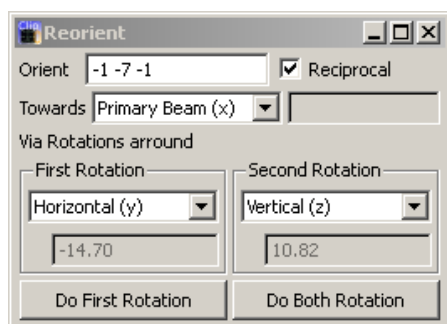 Clip
Reorient
Orient -1 -7 -1 Reciprocal
Towards Primary Beam (x)
Via Rotations arround
First Rotation Second Rotation
Horizontal (y) Vertical (z)
-14.70 10.82
Do First Rotation Do Both Rotation